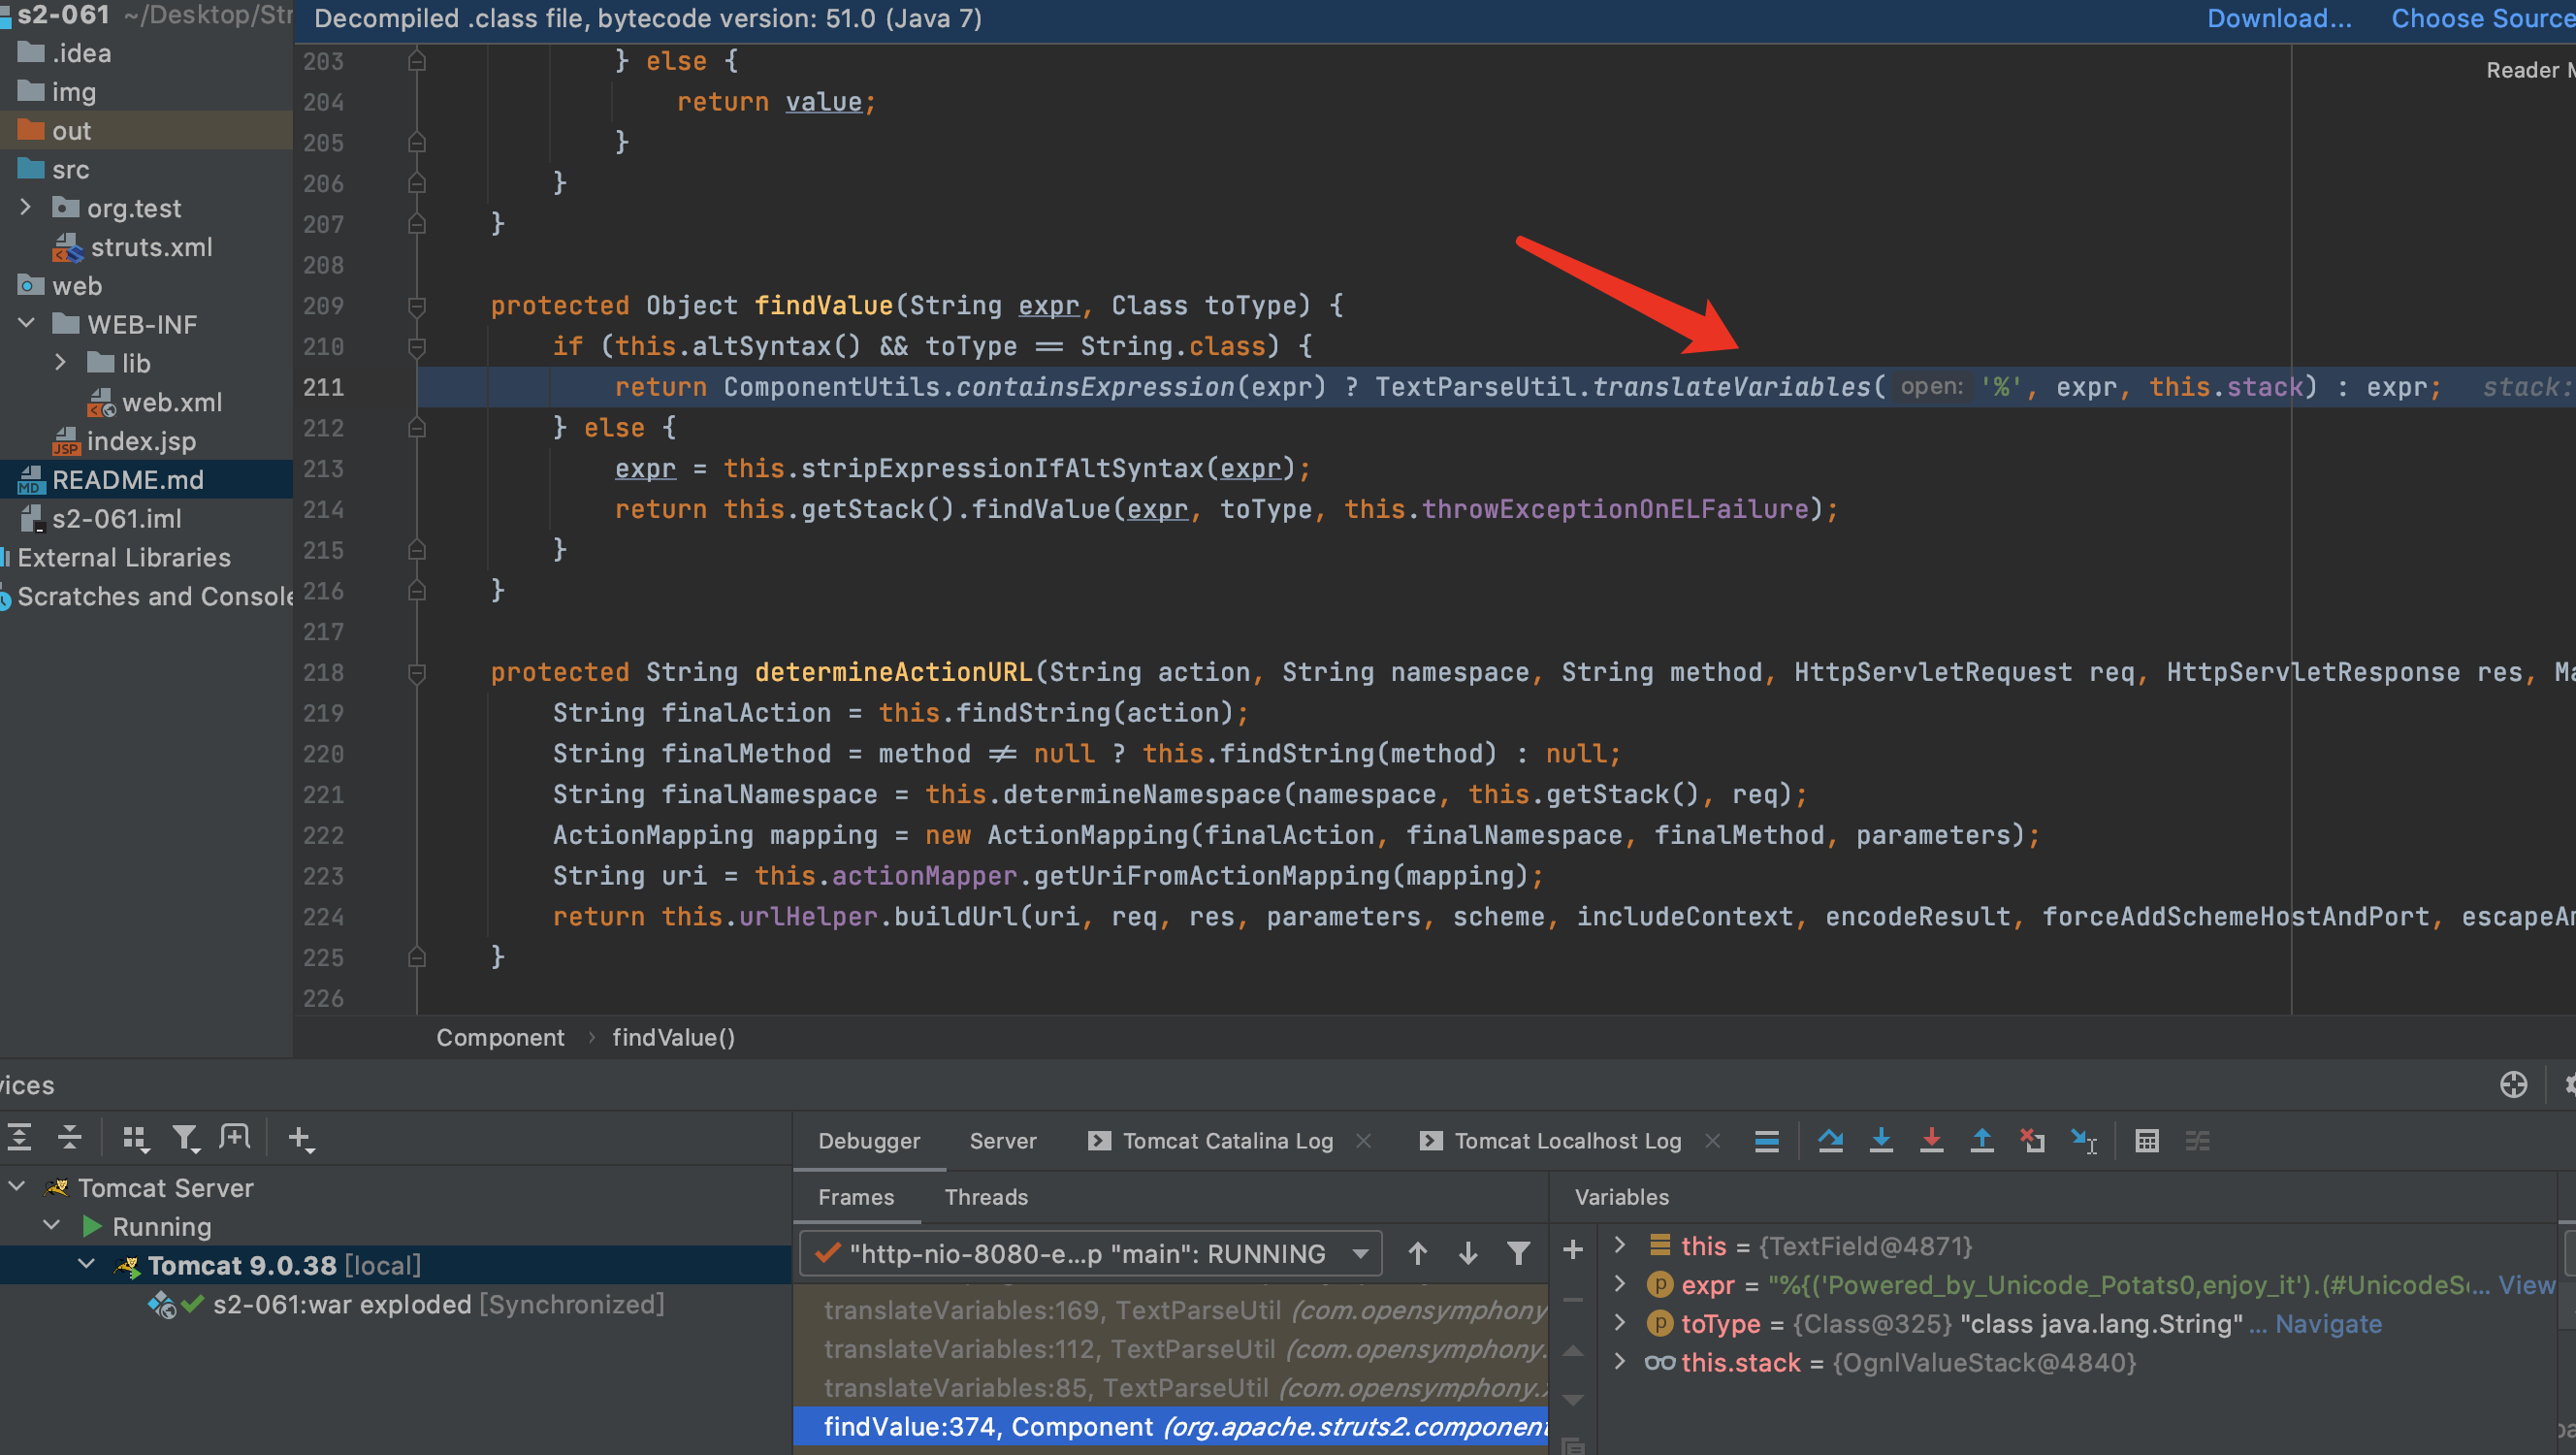 s2-061 ~/Desktop/Str
.idea
img
out
src
org.test
struts.xml
web
WEB-INF
lib
web.xml
index.jsp
README.md
s2-061.iml
External Libraries
Scratches and Console
Decompiled .class file, bytecode version: 51.0 (Java 7)
Download... Choose Source
Reader M
203 } else {
204 return value;
205 }
206 }
207 }
208
209 protected Object findValue(String expr, Class toType) {
210 if (this.altSyntax() && toType == String.class) {
211 return ComponentUtils.containsExpression(expr) ? TextParseUtil.translateVariables( open: '%', expr, this.stack) : expr; stack:
212 } else {
213 expr = this.stripExpressionIfAltSyntax(expr);
214 return this.getStack().findValue(expr, toType, this.throwExceptionOnELFailure);
215 }
216 }
217
218 protected String determineActionURL(String action, String namespace, String method, HttpServletRequest req, HttpServletResponse res, Ma
219 String finalAction = this.findString(action);
220 String finalMethod = method != null ? this.findString(method) : null;
221 String finalNamespace = this.determineNamespace(namespace, this.getStack(), req);
222 ActionMapping mapping = new ActionMapping(finalAction, finalNamespace, finalMethod, parameters);
223 String uri = this.actionMapper.getUriFromActionMapping(mapping);
224 return this.urlHelper.buildUrl(uri, req, res, parameters, scheme, includeContext, encodeResult, forceAddSchemeHostAndPort, escapeAm
225 }
226
Component › findValue()
vices
Tomcat Server
Running
Tomcat 9.0.38 [local]
s2-061:war exploded [Synchronized]
Debugger Server Tomcat Catalina Log Tomcat Localhost Log
Frames Threads
"http-nio-8080-e...p "main": RUNNING
translateVariables:169, TextParseUtil (com.opensymphony
translateVariables:112, TextParseUtil (com.opensymphony.
translateVariables:85, TextParseUtil (com.opensymphony.x
findValue:374, Component (org.apache.struts2.component
Variables
this = {TextField@4871}
expr = "%{('Powered_by_Unicode_Potats0,enjoy_it').(#UnicodeSe... View
toType = {Class@325} "class java.lang.String" ... Navigate
this.stack = {OgnlValueStack@4840}